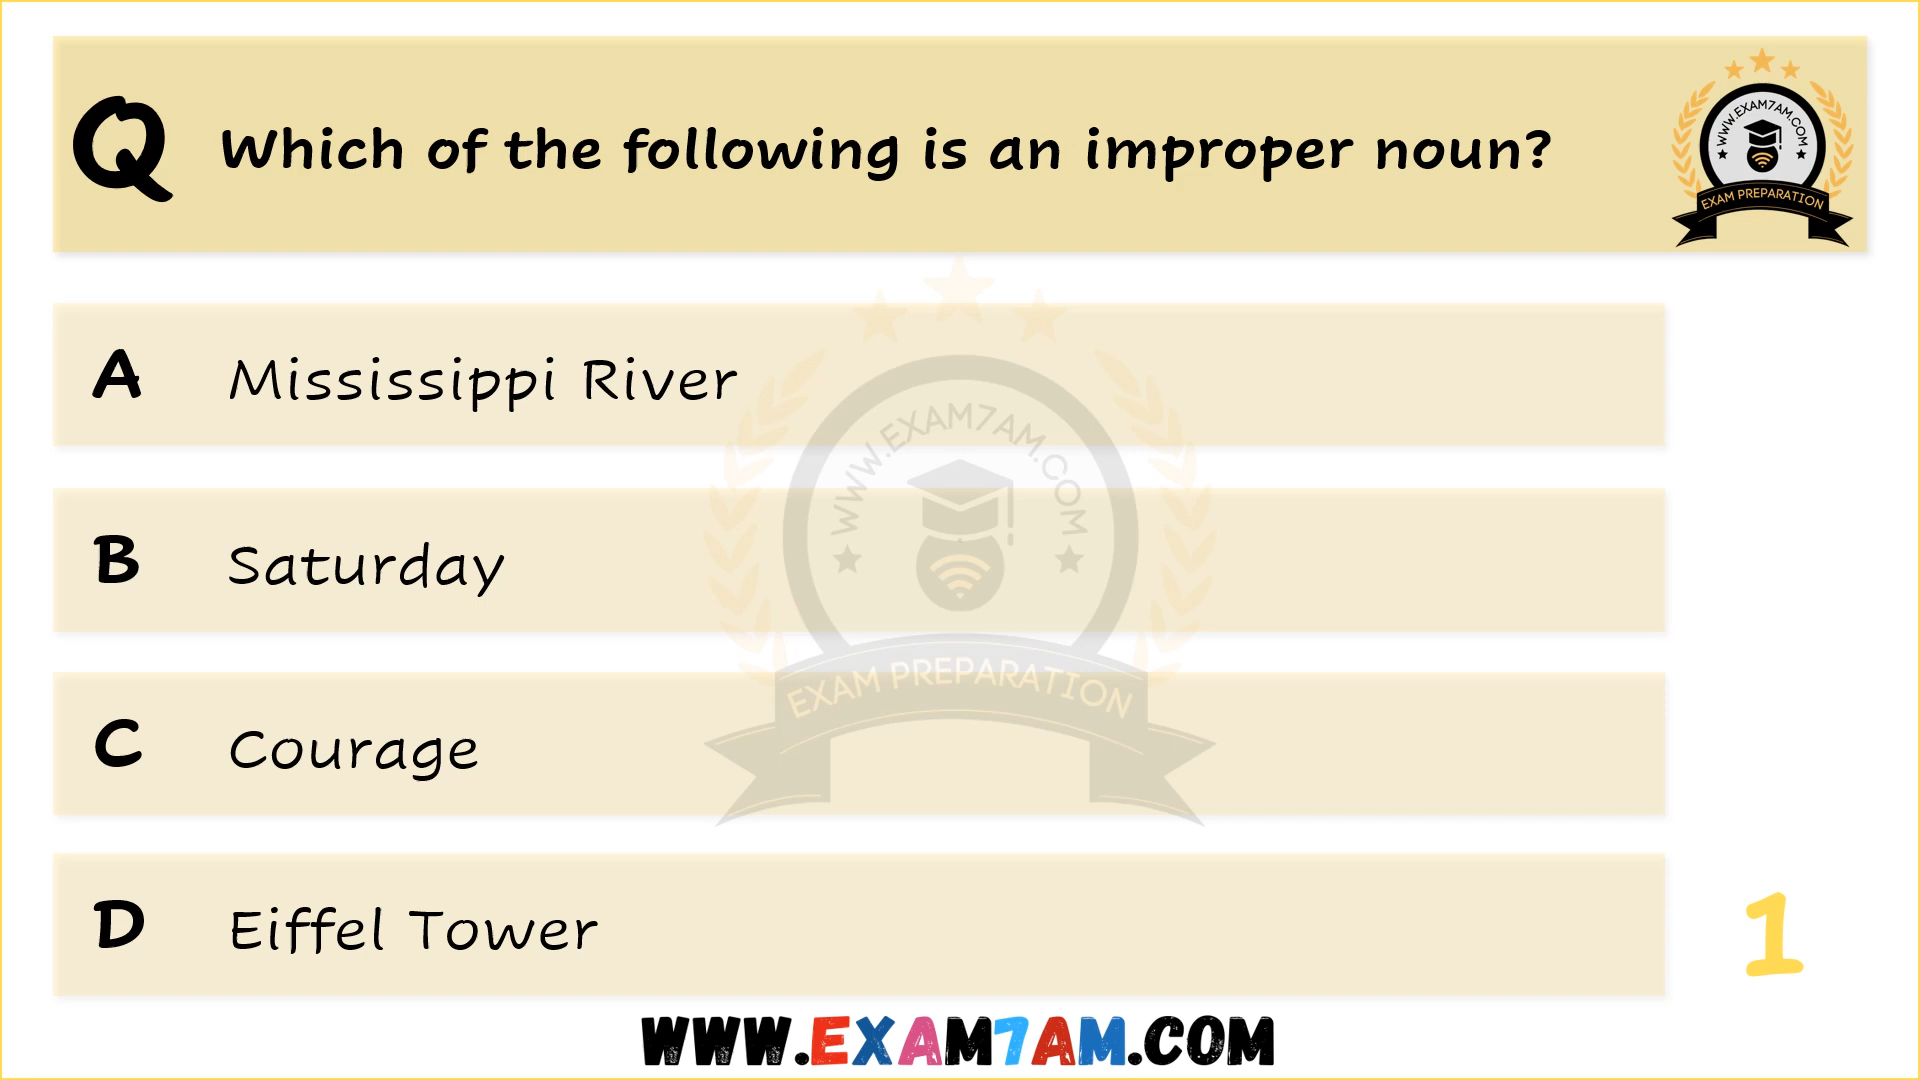 Q Which of the following is an improper noun?
WWW.EXAM7AM.COM
EXAM PREPARATION
A Mississippi River
B Saturday
WWW.EXAM7AM.COM
EXAM PREPARATION
C Courage
D Eiffel Tower
1
WWW.EXAM7AM.COM